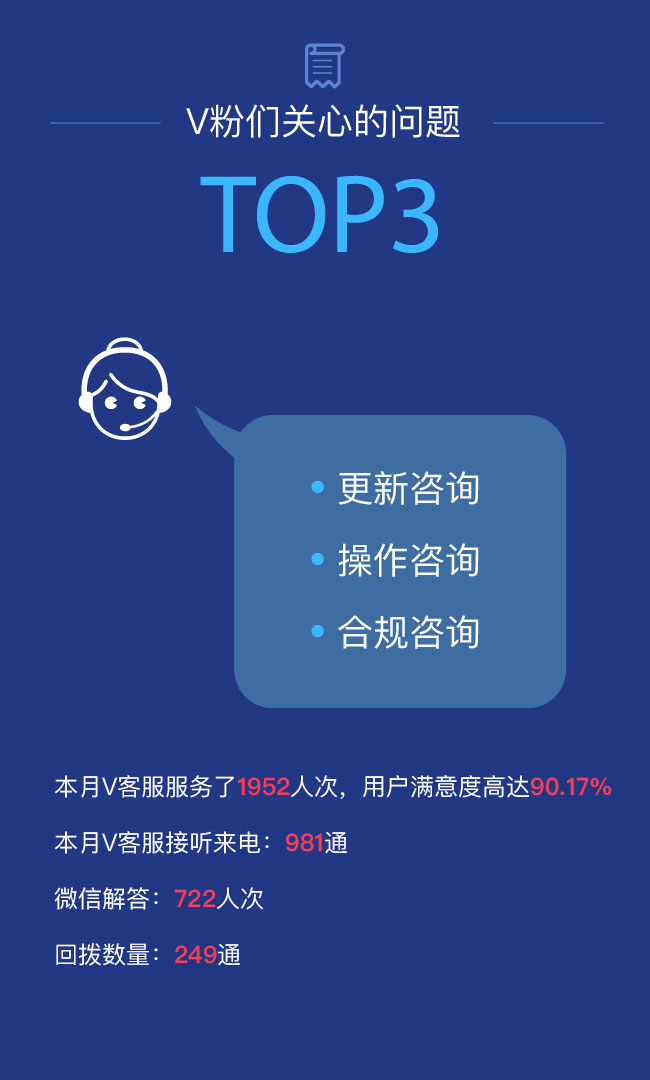 V粉们关心的问题
TOP3
• 更新咨询
• 操作咨询
• 合规咨询
本月V客服服务了1952人次，用户满意度高达90.17%
本月V客服接听来电：981通
微信解答：722人次
回拨数量：249通